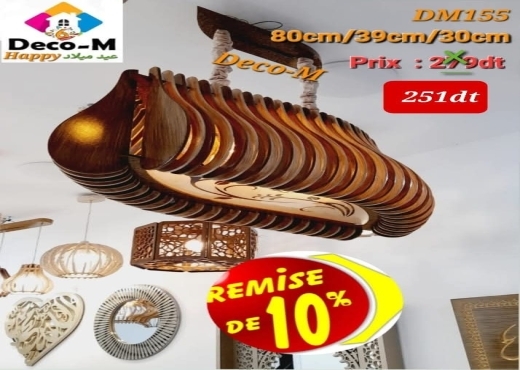 Deco-M
Happy عيد ميلاد
DM155
80cm/39cm/30cm
Prix : 279dt
251dt
Deco-M
REMISE
DE 10%